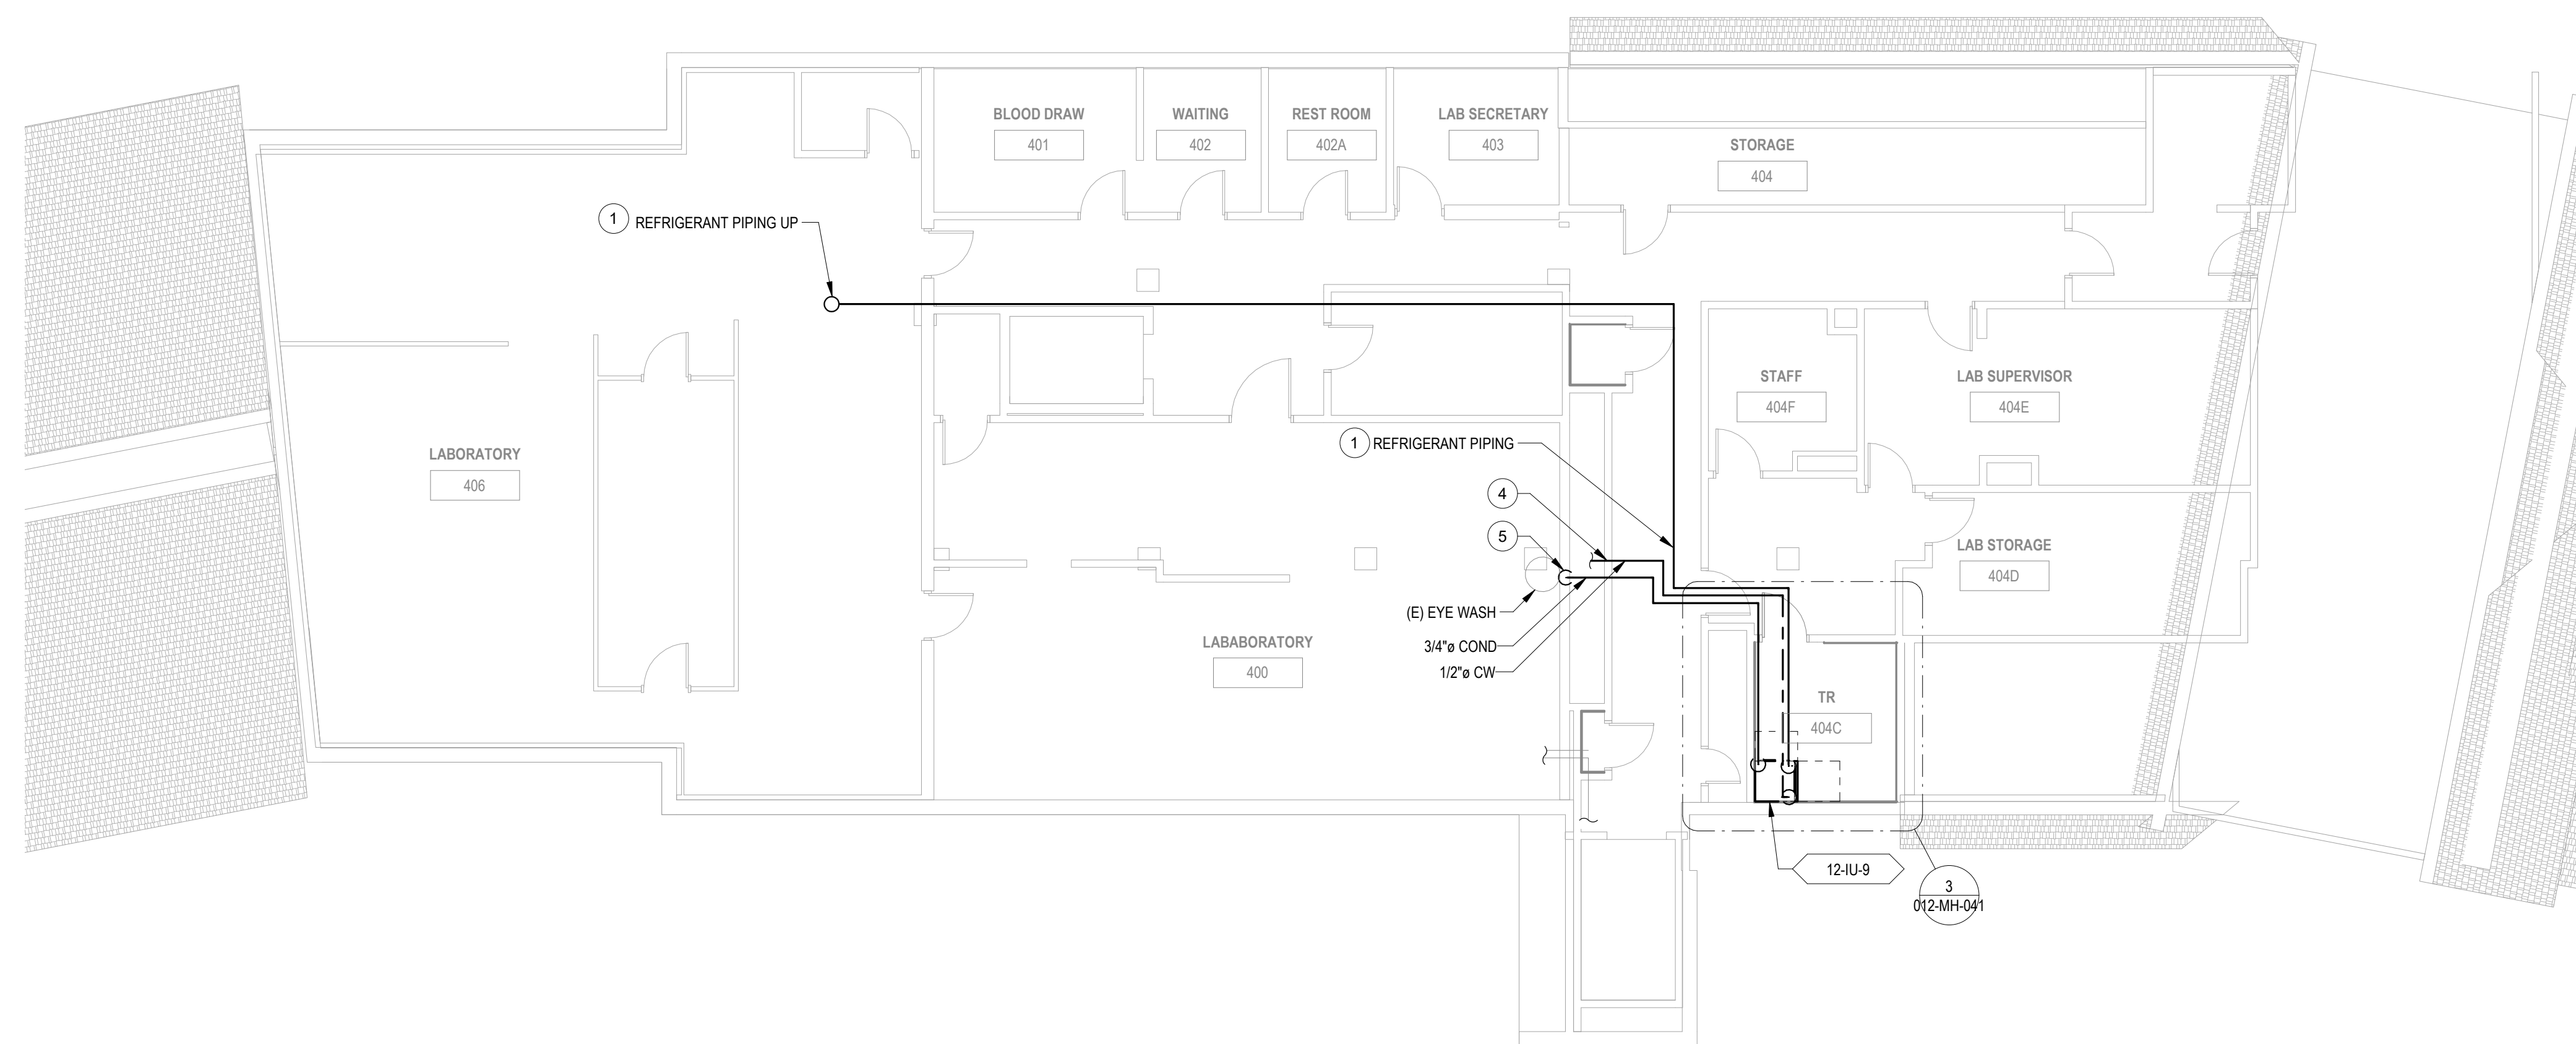 BLOOD DRAW
401
WAITING
402
REST ROOM
402A
LAB SECRETARY
403
STORAGE
404
1 REFRIGERANT PIPING UP
STAFF
404F
LAB SUPERVISOR
404E
1 REFRIGERANT PIPING
LABORATORY
406
4
5
LAB STORAGE
404D
(E) EYE WASH
3/4"ø COND
1/2"ø CW
LABABORATORY
400
TR
404C
12-IU-9
3
012-MH-041